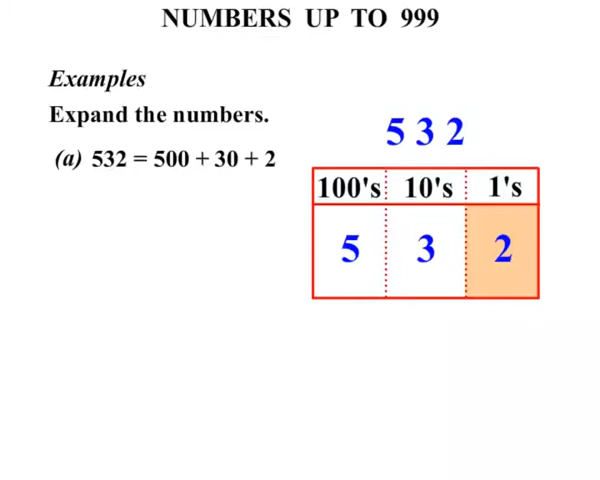 NUMBERS UP TO 999
Examples
Expand the numbers.
(a) 532 = 500 + 30 + 2
5 3 2
100's 10's 1's
5 3 2